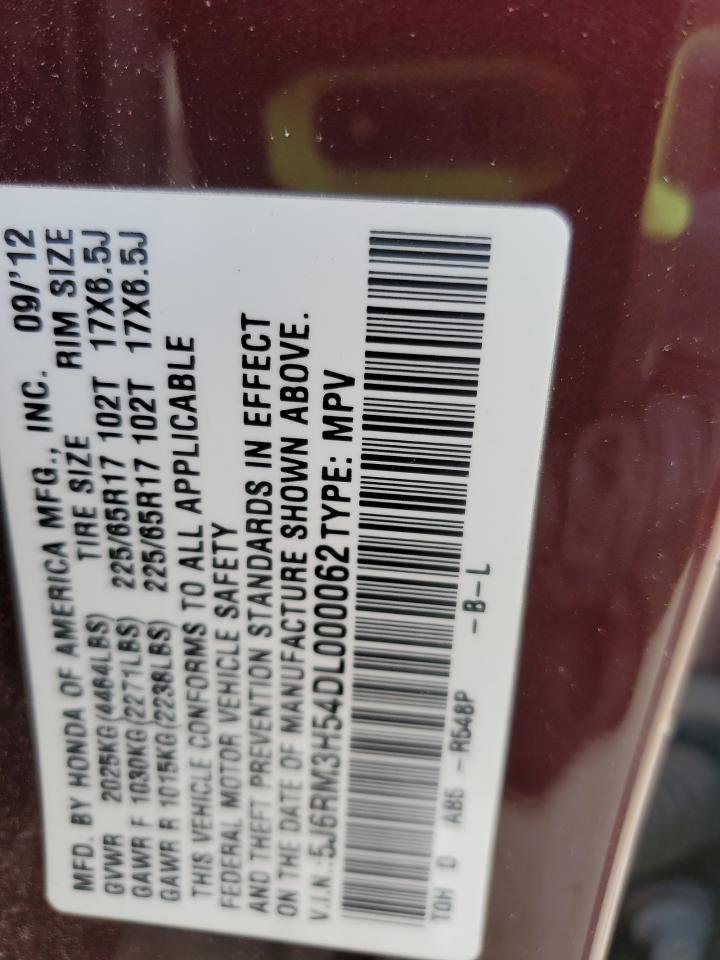 MFD. BY HONDA OF AMERICA MFG., INC. 09/'12
TIRE SIZE RIM SIZE
GVWR 2025KG(4464LBS)
GAWR F 1030KG(2271LBS) 225/65R17 102T 17X6.5J
GAWR R 1015KG(2238LBS) 225/65R17 102T 17X6.5J
THIS VEHICLE CONFORMS TO ALL APPLICABLE
FEDERAL MOTOR VEHICLE SAFETY
AND THEFT PREVENTION STANDARDS IN EFFECT
ON THE DATE OF MANUFACTURE SHOWN ABOVE.
V.I.N.:5J6RM3H54DL000062TYPE: MPV
T0H D AB6 -R548P -B-L